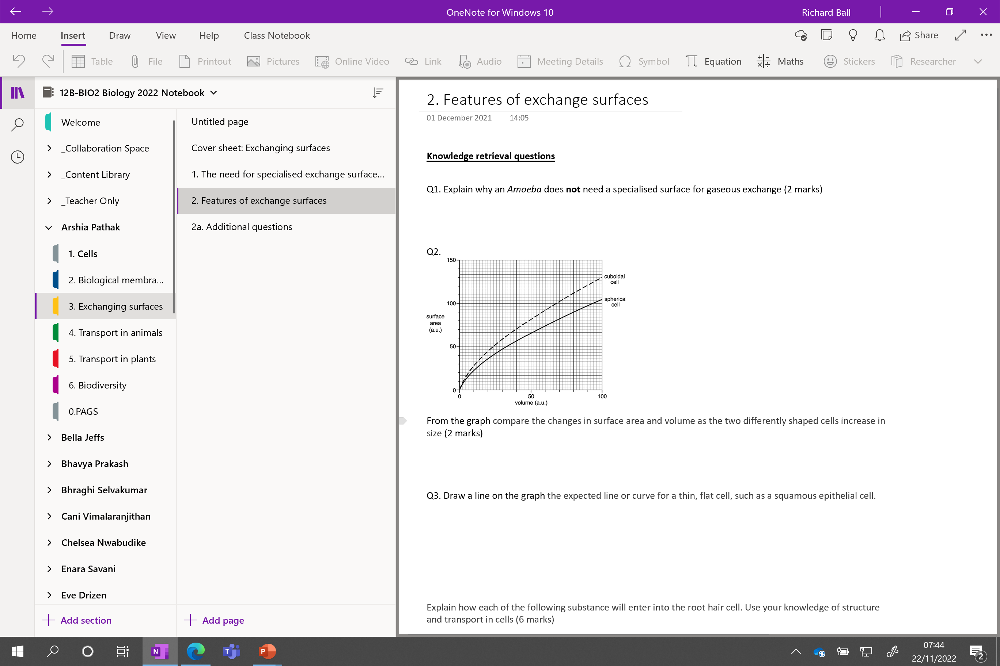 OneNote for Windows 10
Richard Ball
Home
Insert
Draw
View
Help
Class Notebook
Share
Table
File
Printout
Pictures
Online Video
Link
Audio
Meeting Details
Symbol
Equation
Maths
Stickers
Researcher
12B-BIO2 Biology 2022 Notebook
Welcome
_Collaboration Space
_Content Library
_Teacher Only
Arshia Pathak
1. Cells
2. Biological membra...
3. Exchanging surfaces
4. Transport in animals
5. Transport in plants
6. Biodiversity
0.PAGS
Bella Jeffs
Bhavya Prakash
Bhraghi Selvakumar
Cani Vimalaranjithan
Chelsea Nwabudike
Enara Savani
Eve Drizen
Add section
Untitled page
Cover sheet: Exchanging surfaces
1. The need for specialised exchange surface...
2. Features of exchange surfaces
2a. Additional questions
Add page
2. Features of exchange surfaces
01 December 2021 14:05
Knowledge retrieval questions
Q1. Explain why an Amoeba does not need a specialised surface for gaseous exchange (2 marks)
Q2.
150
cuboidal
cell
spherical
cell
100
surface
area
(a.u.)
50
0
0
50
100
volume (a.u.)
From the graph compare the changes in surface area and volume as the two differently shaped cells increase in
size (2 marks)
Q3. Draw a line on the graph the expected line or curve for a thin, flat cell, such as a squamous epithelial cell.
Explain how each of the following substance will enter into the root hair cell. Use your knowledge of structure
and transport in cells (6 marks)
N
T
P
07:44
22/11/2022
2